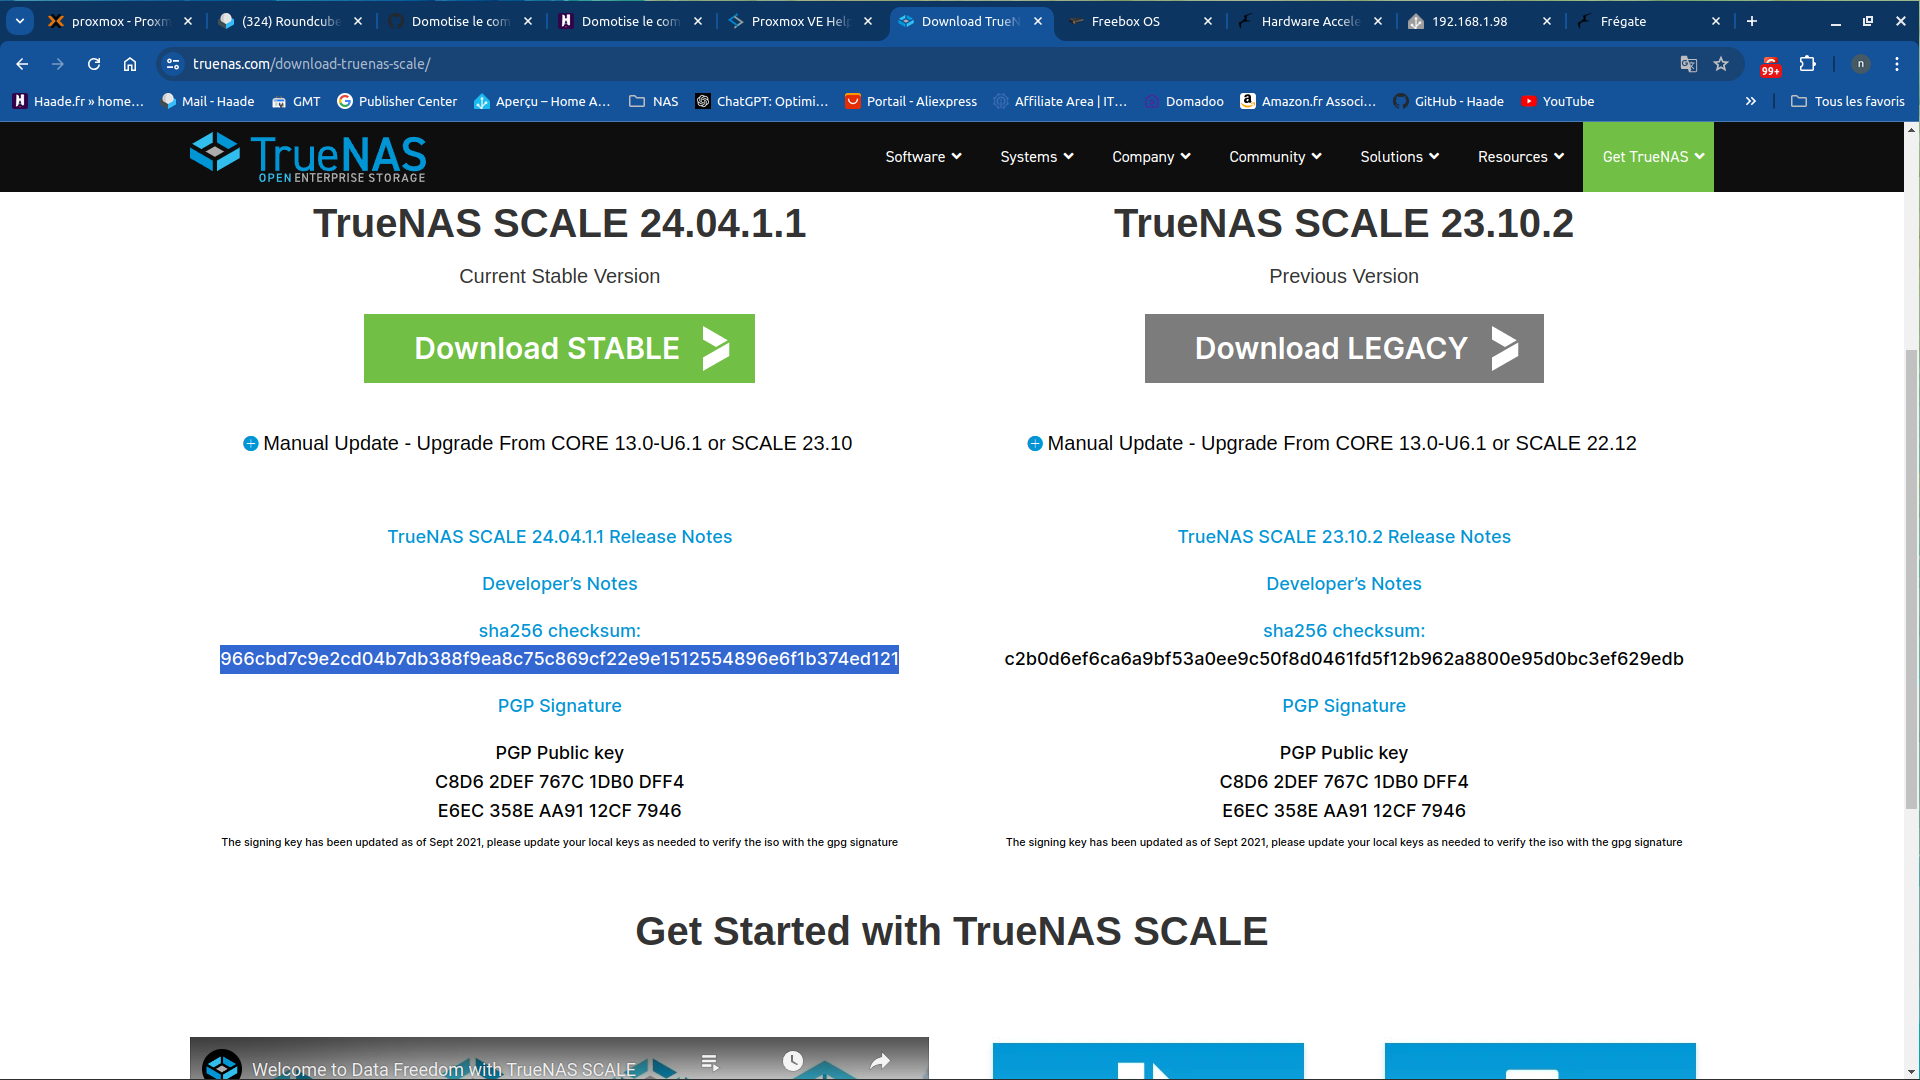 proxmox - Proxm
(324) Roundcube
Domotise le com
Domotise le com
Proxmox VE Hel
Download TrueN
Freebox OS
Hardware Accele
192.168.1.98
Frégate
truenas.com/download-truenas-scale/
99+
n
Haade.fr » home…
Mail - Haade
GMT
Publisher Center
Aperçu – Home A…
NAS
ChatGPT: Optimi…
Portail - Aliexpress
Affiliate Area | IT…
Domadoo
Amazon.fr Associ…
GitHub - Haade
YouTube
»
Tous les favoris
TrueNAS
OPEN ENTERPRISE STORAGE
Software
Systems
Company
Community
Solutions
Resources
Get TrueNAS
TrueNAS SCALE 24.04.1.1
Current Stable Version
Download STABLE
Manual Update - Upgrade From CORE 13.0-U6.1 or SCALE 23.10
TrueNAS SCALE 24.04.1.1 Release Notes
Developer’s Notes
sha256 checksum:
966cbd7c9e2cd04b7db388f9ea8c75c869cf22e9e1512554896e6f1b374ed121
PGP Signature
PGP Public key
C8D6 2DEF 767C 1DB0 DFF4
E6EC 358E AA91 12CF 7946
The signing key has been updated as of Sept 2021, please update your local keys as needed to verify the iso with the gpg signature
TrueNAS SCALE 23.10.2
Previous Version
Download LEGACY
Manual Update - Upgrade From CORE 13.0-U6.1 or SCALE 22.12
TrueNAS SCALE 23.10.2 Release Notes
Developer’s Notes
sha256 checksum:
c2b0d6ef6ca6a9bf53a0ee9c50f8d0461fd5f12b962a8800e95d0bc3ef629edb
PGP Signature
PGP Public key
C8D6 2DEF 767C 1DB0 DFF4
E6EC 358E AA91 12CF 7946
The signing key has been updated as of Sept 2021, please update your local keys as needed to verify the iso with the gpg signature
Get Started with TrueNAS SCALE
Welcome to Data Freedom with TrueNAS SCALE